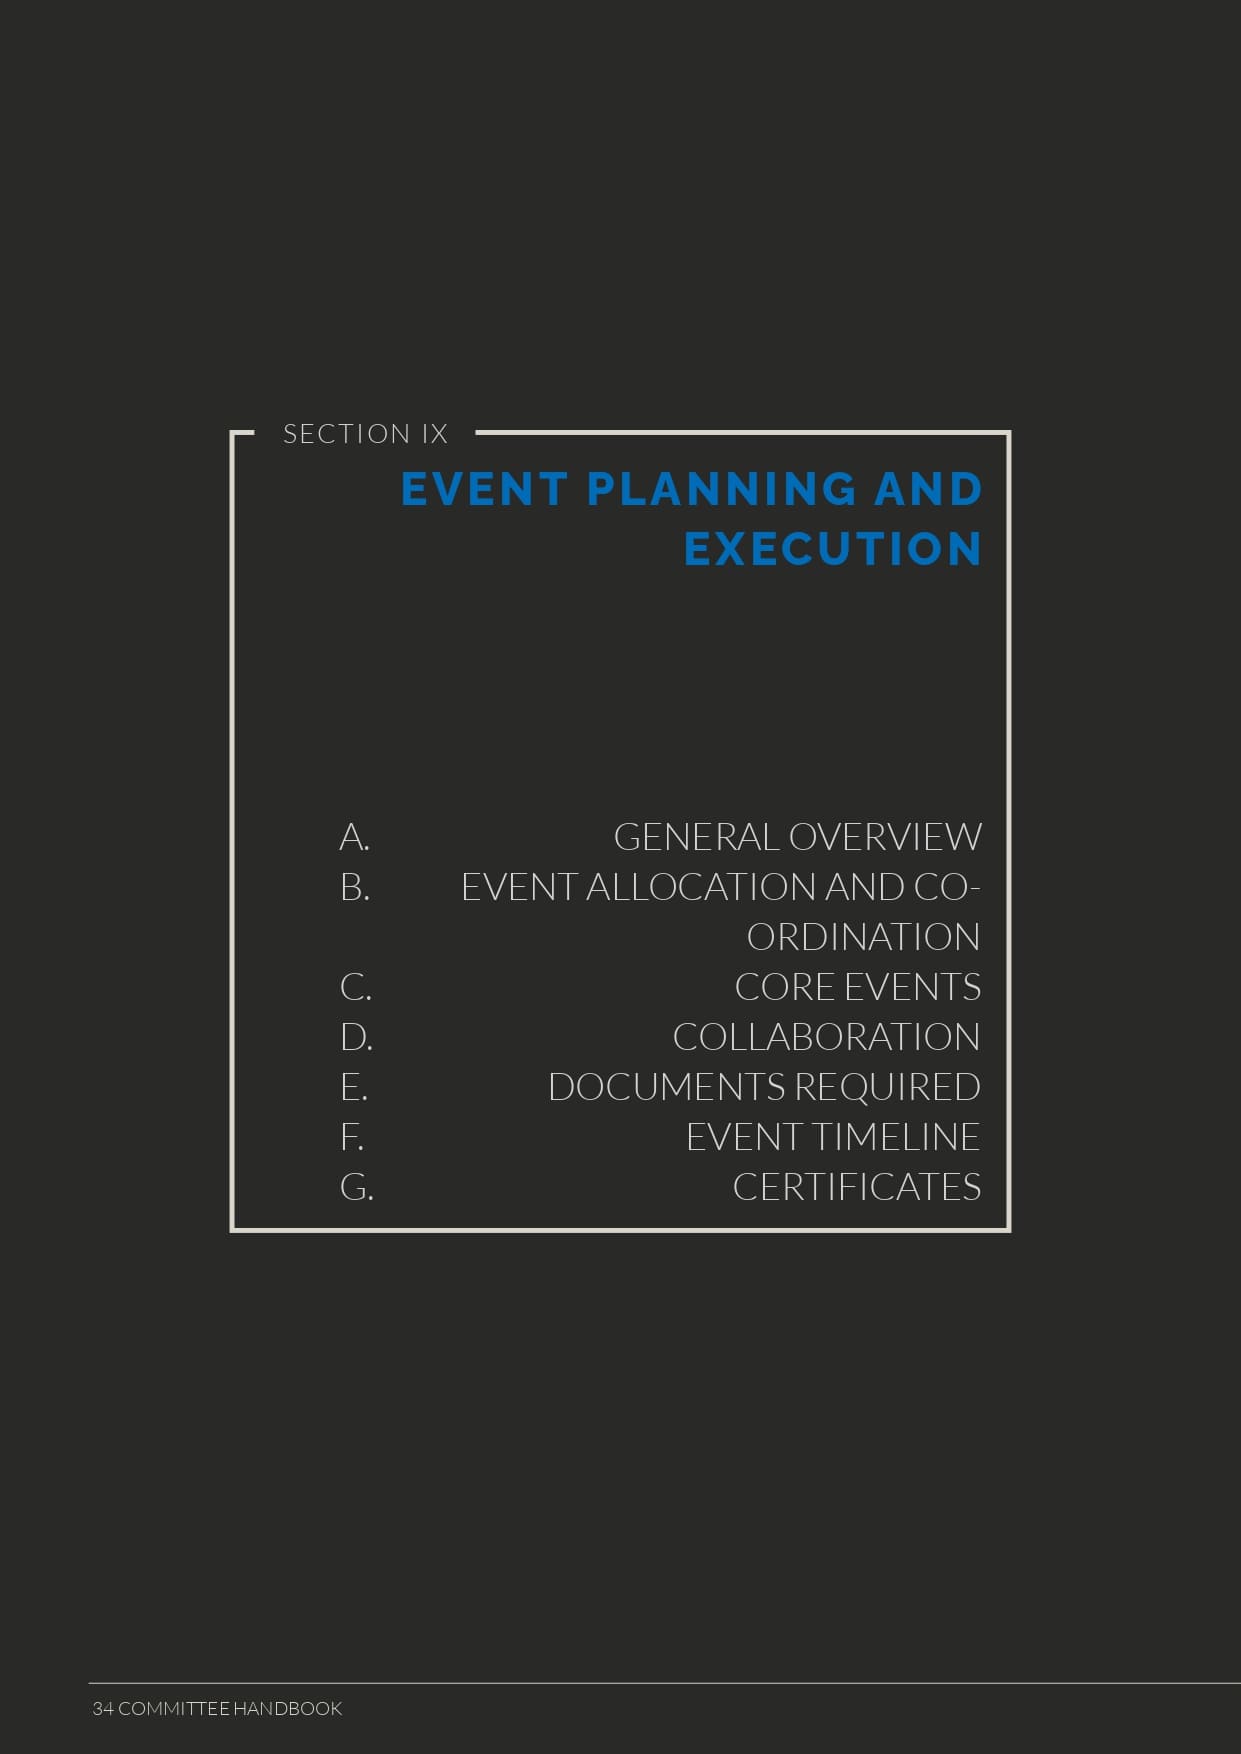 SECTION IX
EVENT PLANNING AND
EXECUTION
A. GENERAL OVERVIEW
B. EVENT ALLOCATION AND CO-
ORDINATION
C. CORE EVENTS
D. COLLABORATION
E. DOCUMENTS REQUIRED
F. EVENT TIMELINE
G. CERTIFICATES
34 COMMITTEE HANDBOOK